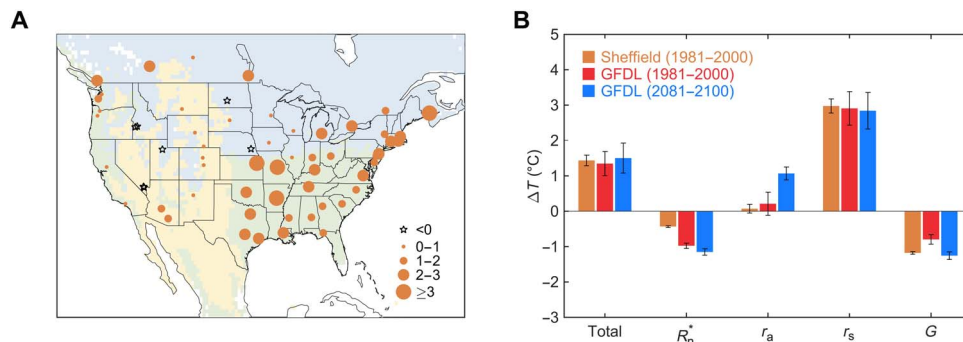 A
<0
0–1
1–2
2–3
≥3
B
ΔT (°C)
5
4
3
2
1
0
−1
−2
−3
Sheffield (1981–2000)
GFDL (1981–2000)
GFDL (2081–2100)
Total
R*n
ra
rs
G